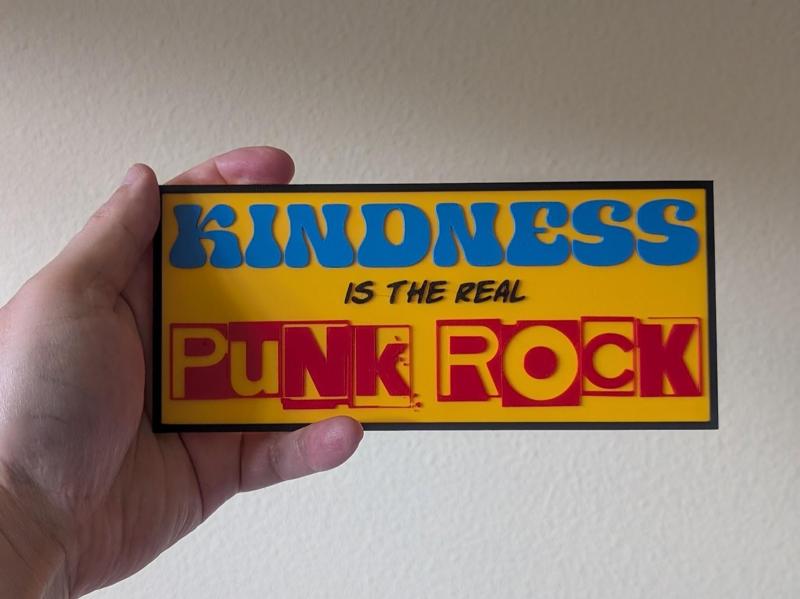 KINDNESS
IS THE REAL
PuNk ROcK